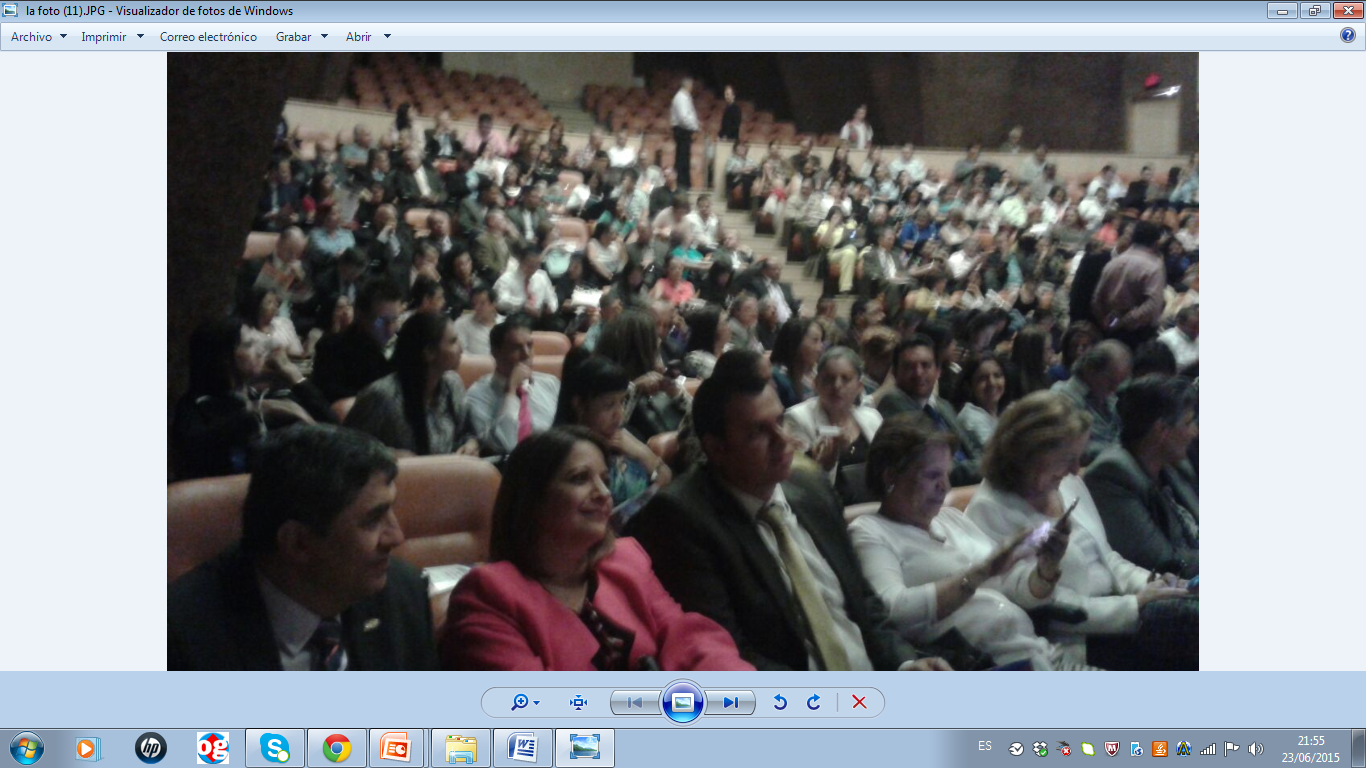 la foto (11).JPG - Visualizador de fotos de Windows
Archivo Imprimir Correo electrónico Grabar Abrir
ES
21:55
23/06/2015